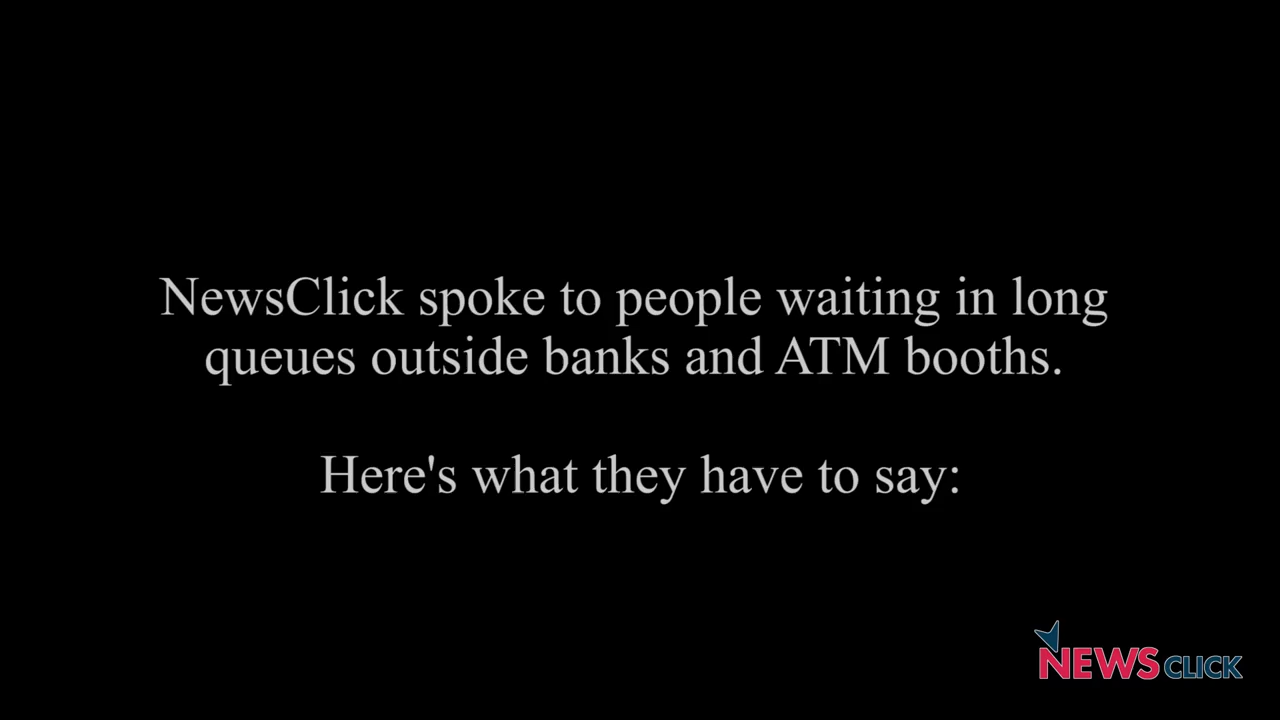 NewsClick spoke to people waiting in long
queues outside banks and ATM booths.
Here's what they have to say:
NEWSCLICK